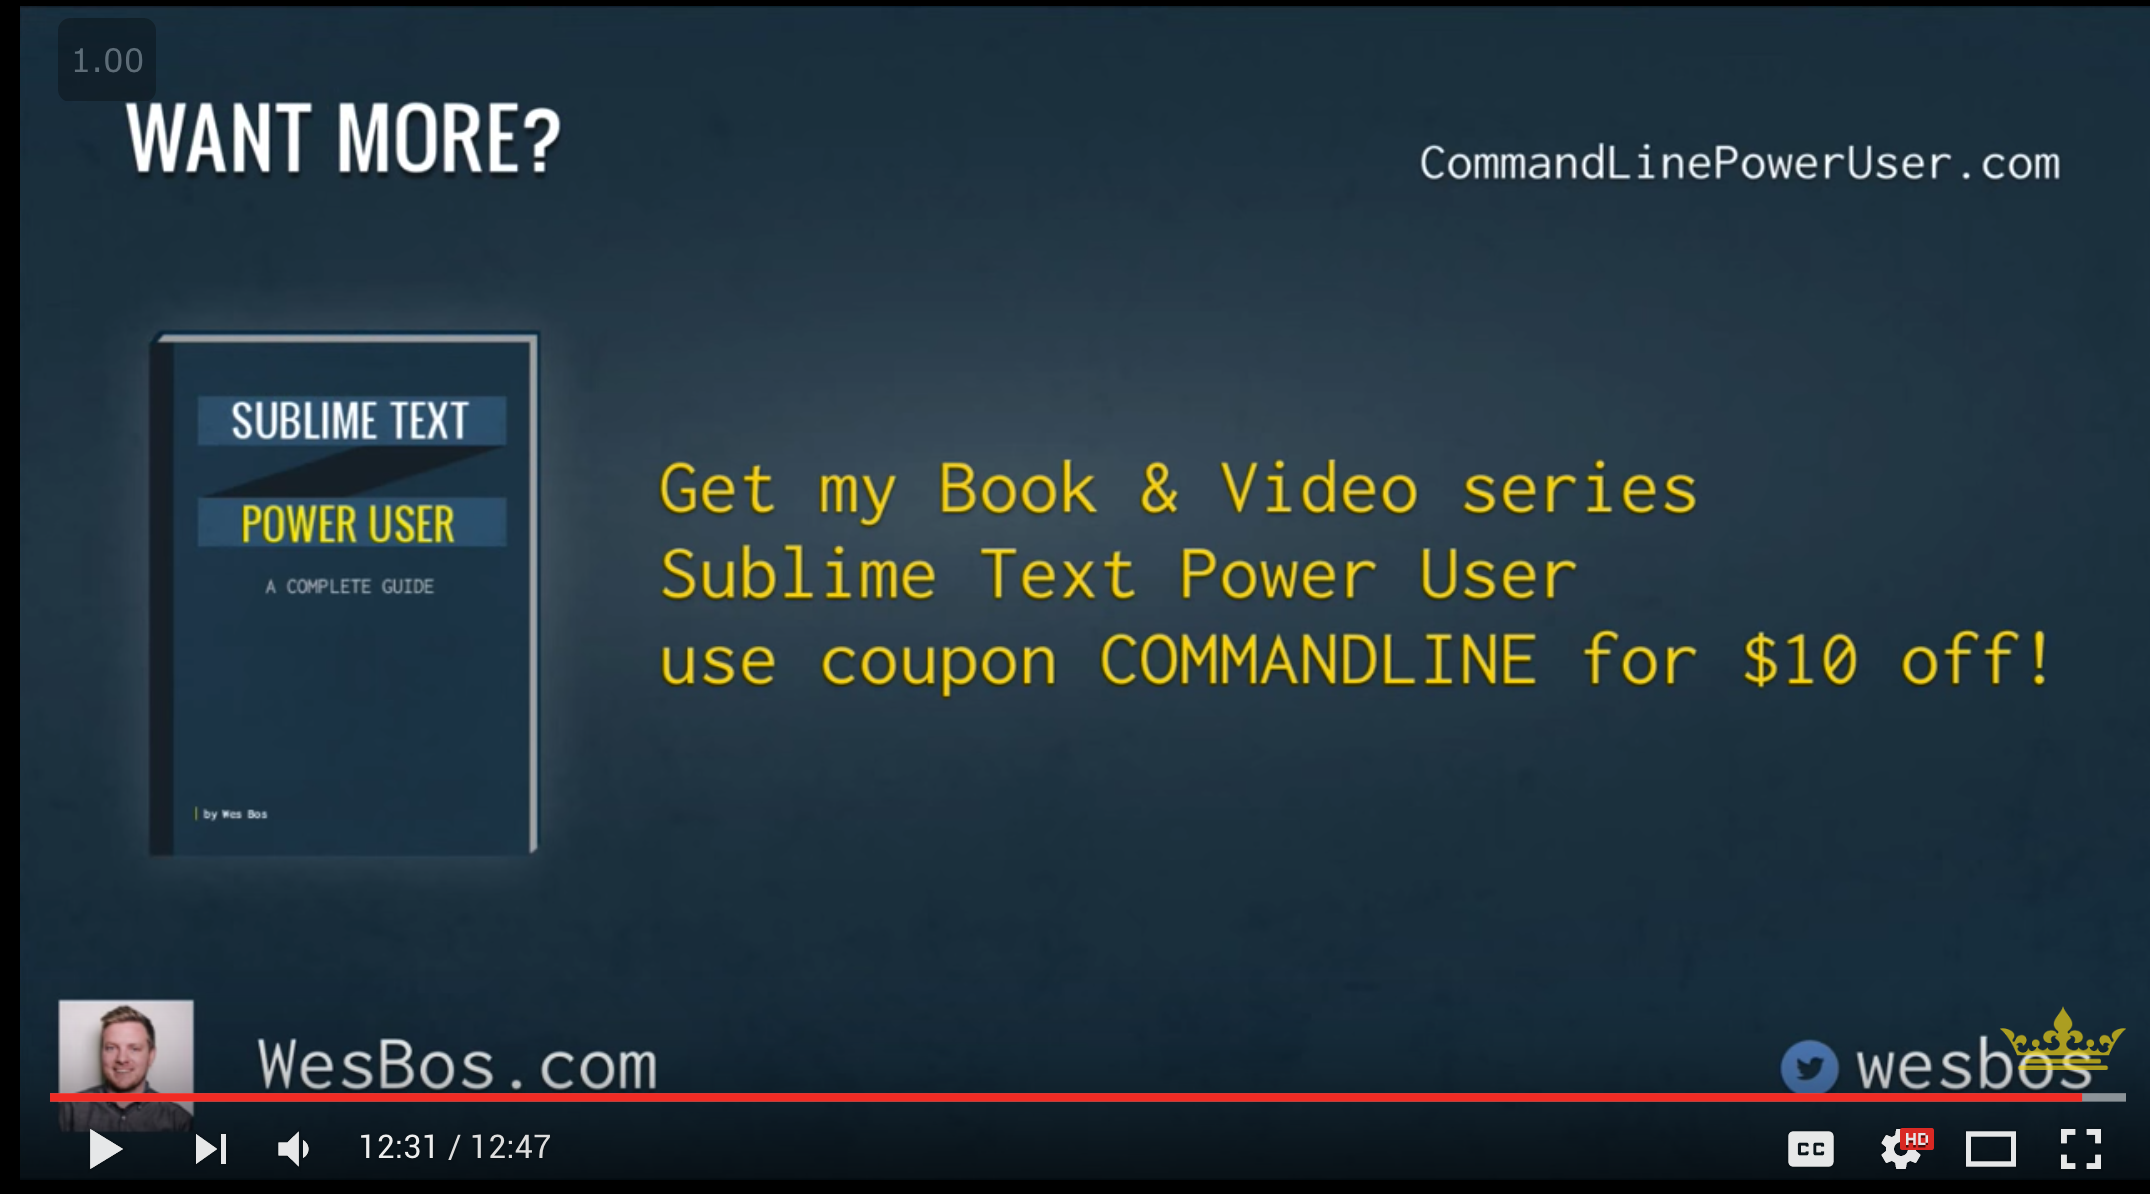 1.00
WANT MORE?
CommandLinePowerUser.com
SUBLIME TEXT
POWER USER
A COMPLETE GUIDE
by Wes Bos
Get my Book & Video series
Sublime Text Power User
use coupon COMMANDLINE for $10 off!
WesBos.com
wesbos
12:31 / 12:47
CC
HD